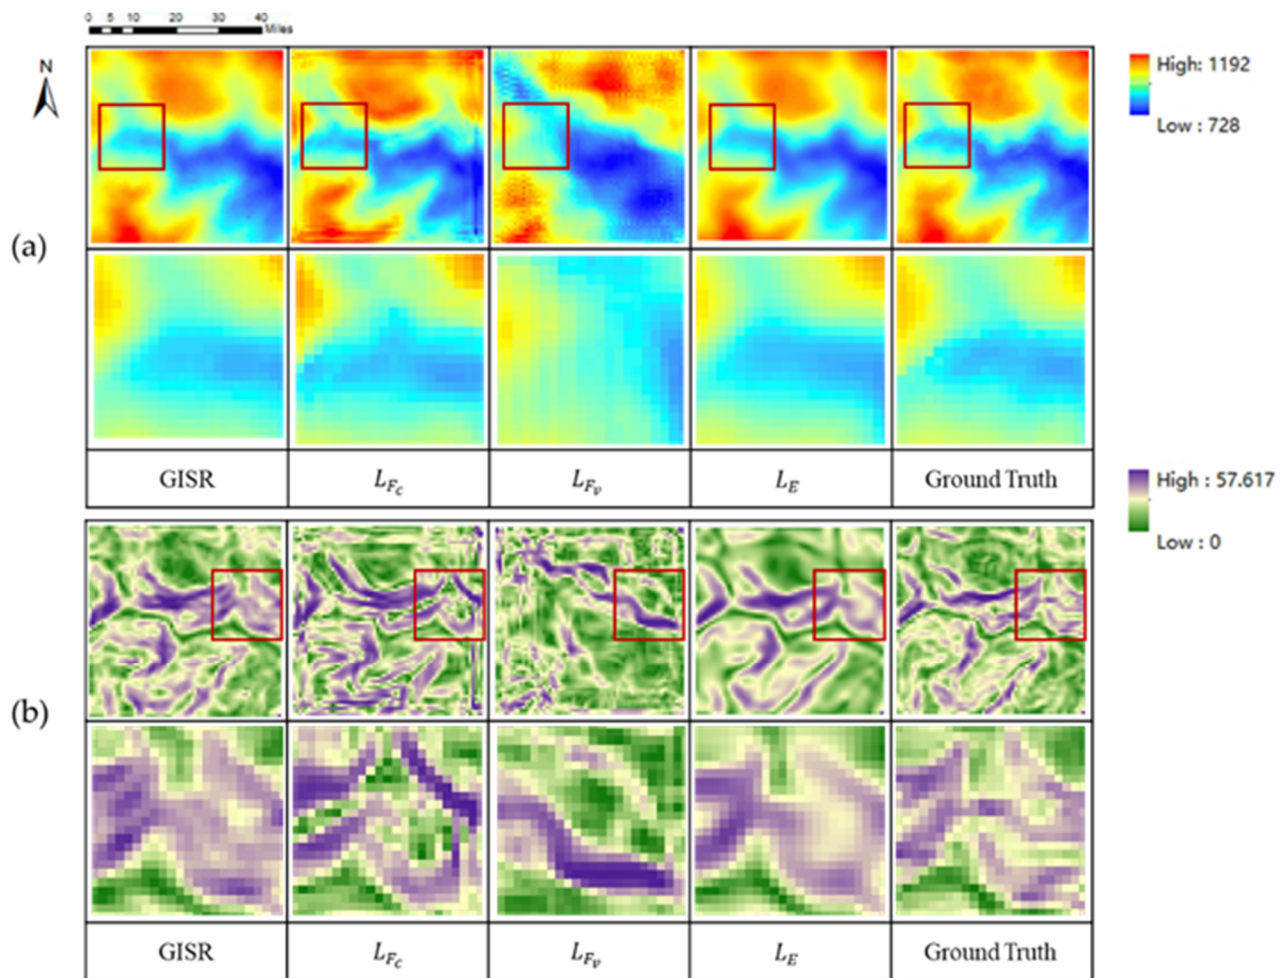 0 5 10 20 30 40
Miles
N
High: 1192
Low : 728
(a)
GISR L_{F_c} L_{F_v} L_E Ground Truth
High : 57.617
Low : 0
(b)
GISR L_{F_c} L_{F_v} L_E Ground Truth